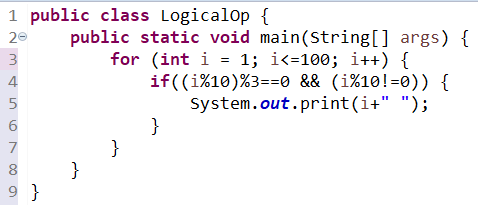 1 public class LogicalOp {
2 public static void main(String[] args) {
3 for (int i = 1; i<=100; i++) {
4 if((i%10)%3==0 && (i%10!=0)) {
5 System.out.print(i+" ");
6 }
7 }
8 }
9 }